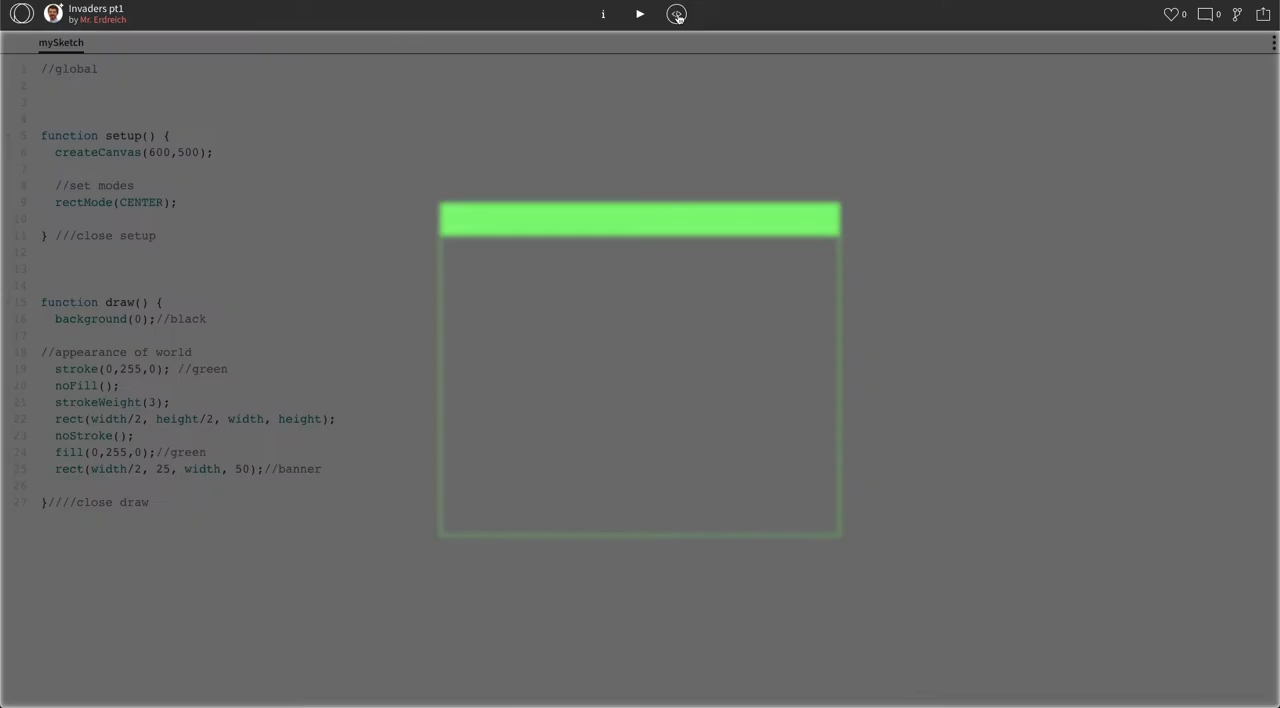 Invaders pt1
by Mr. Erdreich
i
0
0
mySketch
1 //global
2
3
4
5 function setup() {
6 createCanvas(600,500);
7
8 //set modes
9 rectMode(CENTER);
10
11 } ///close setup
12
13
14
15 function draw() {
16 background(0);//black
17
18 //appearance of world
19 stroke(0,255,0); //green
20 noFill();
21 strokeWeight(3);
22 rect(width/2, height/2, width, height);
23 noStroke();
24 fill(0,255,0);//green
25 rect(width/2, 25, width, 50);//banner
26
27 }////close draw